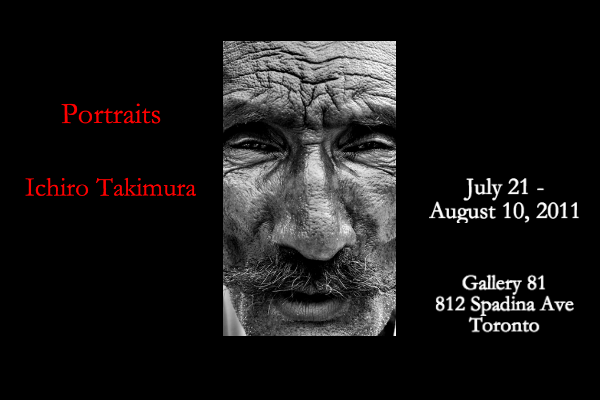 Portraits
Ichiro Takimura
July 21 -
August 10, 2011
Gallery 81
812 Spadina Ave
Toronto